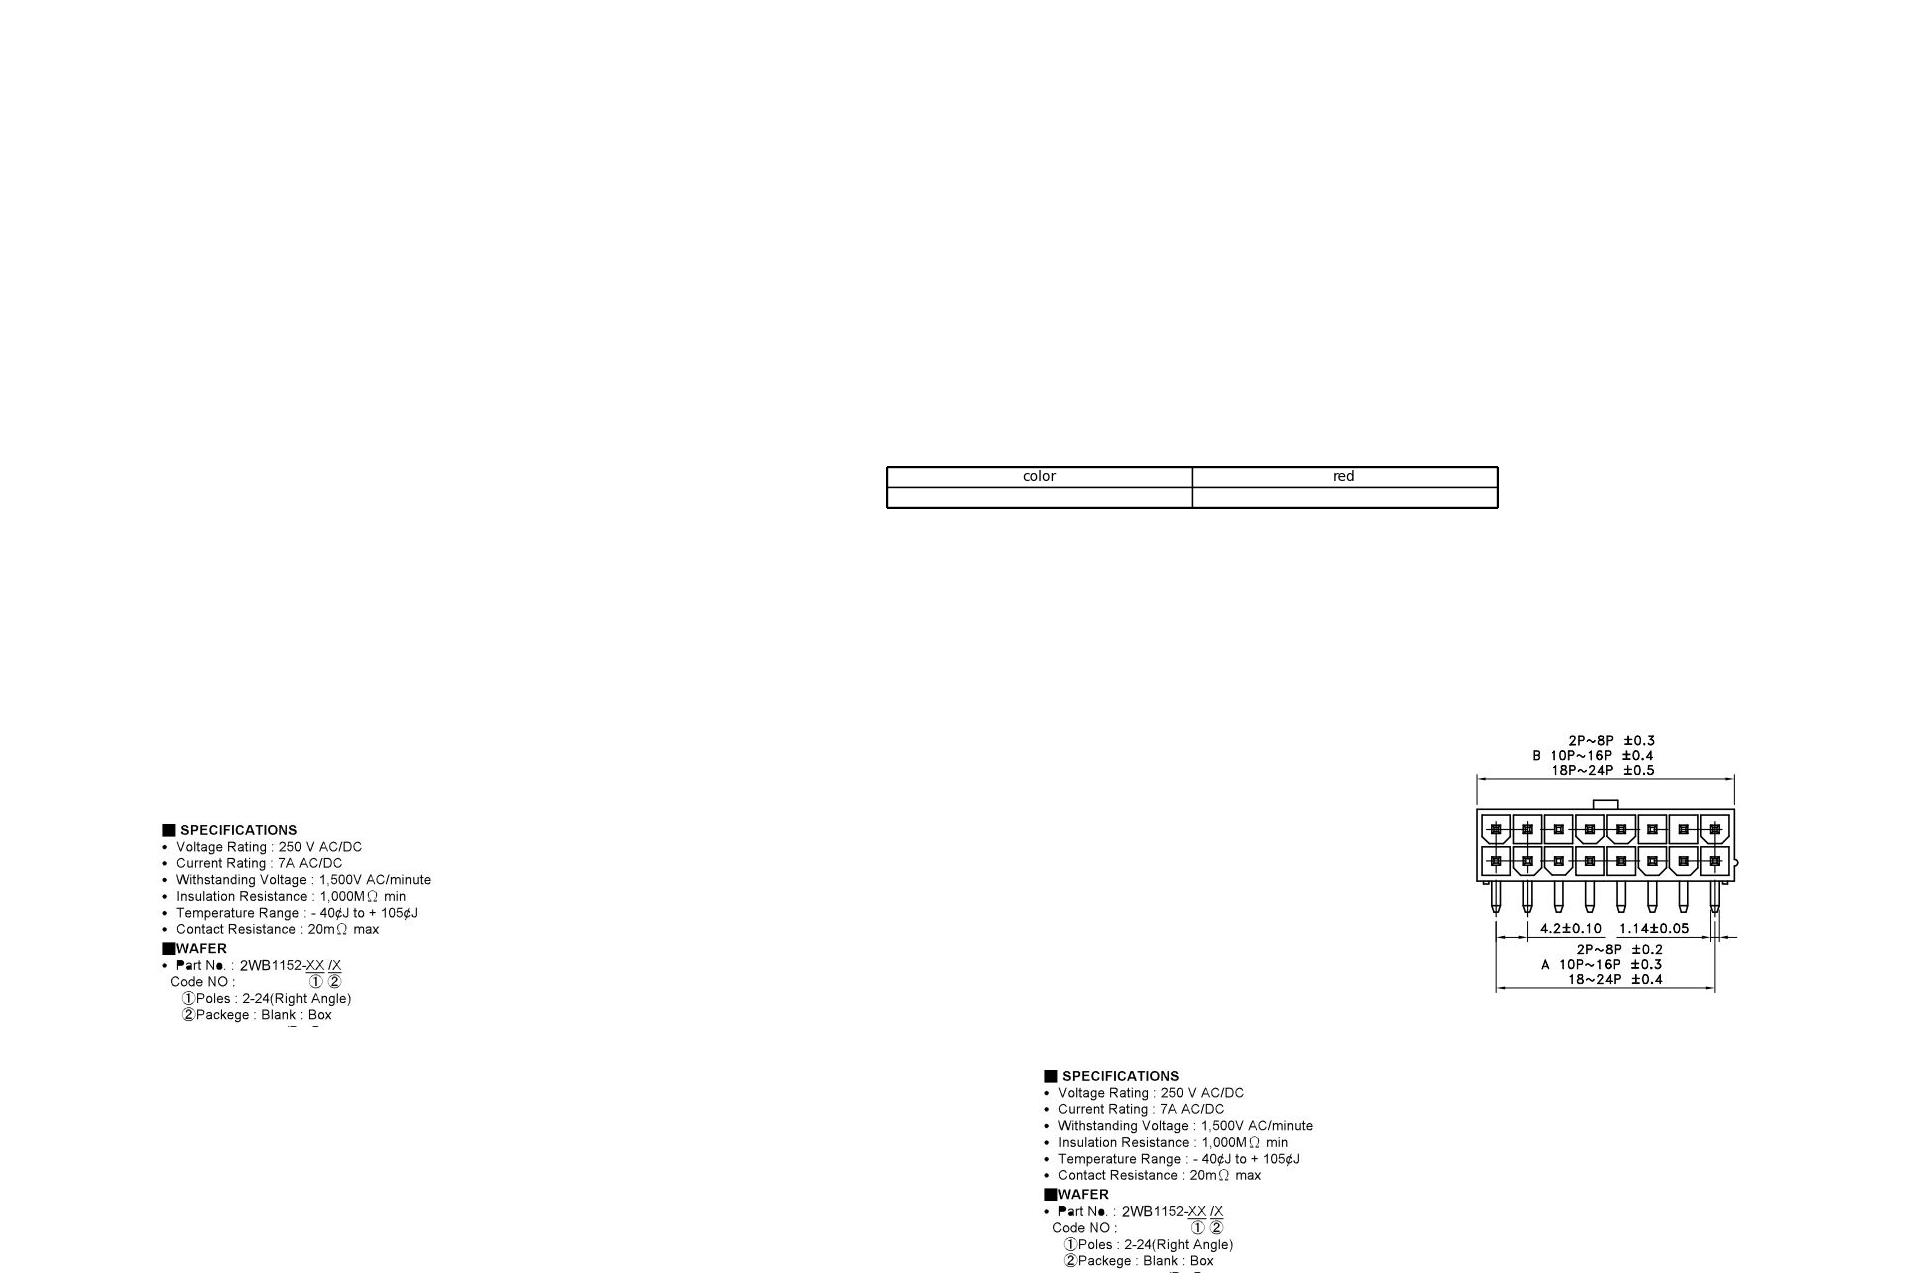 color red
2P~8P ±0.3
B 10P~16P ±0.4
18P~24P ±0.5
4.2±0.10 1.14±0.05
2P~8P ±0.2
A 10P~16P ±0.3
18~24P ±0.4
■ SPECIFICATIONS
• Voltage Rating : 250 V AC/DC
• Current Rating : 7A AC/DC
• Withstanding Voltage : 1,500V AC/minute
• Insulation Resistance : 1,000MΩ min
• Temperature Range : - 40¢J to + 105¢J
• Contact Resistance : 20mΩ max
■WAFER
• Part No. : 2WB1152-XX /X
Code NO : ① ②
①Poles : 2-24(Right Angle)
②Packege : Blank : Box
■ SPECIFICATIONS
• Voltage Rating : 250 V AC/DC
• Current Rating : 7A AC/DC
• Withstanding Voltage : 1,500V AC/minute
• Insulation Resistance : 1,000MΩ min
• Temperature Range : - 40¢J to + 105¢J
• Contact Resistance : 20mΩ max
■WAFER
• Part No. : 2WB1152-XX /X
Code NO : ① ②
①Poles : 2-24(Right Angle)
②Packege : Blank : Box